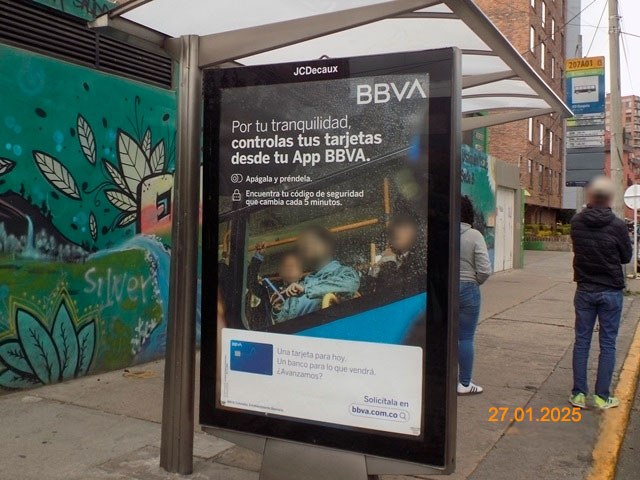 JCDecaux
BBVA
Por tu tranquilidad,
controlas tus tarjetas
desde tu App BBVA.
Apágala y préndela.
Encuentra tu código de seguridad
que cambia cada 5 minutos.
BBVA
Una tarjeta para hoy.
Un banco para lo que vendrá.
¿Avanzamos?
Solicítala en
bbva.com.co
207A01
27.01.2025